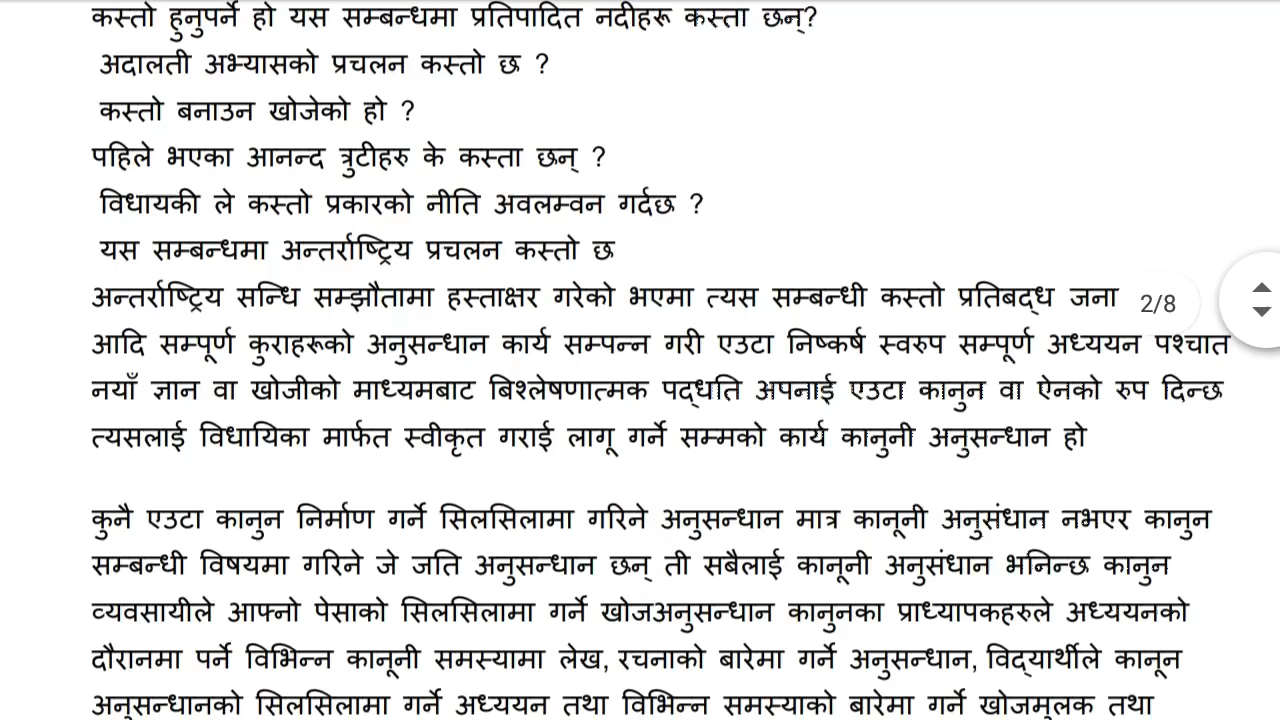 कस्तो हुनुपर्ने हो यस सम्बन्धमा प्रतिपादित नदीहरू कस्ता छन्?
अदालती अभ्यासको प्रचलन कस्तो छ ?
कस्तो बनाउन खोजेको हो ?
पहिले भएका आनन्द त्रुटीहरु के कस्ता छन् ?
विधायकी ले कस्तो प्रकारको नीति अवलम्वन गर्दछ ?
यस सम्बन्धमा अन्तर्राष्ट्रिय प्रचलन कस्तो छ
अन्तर्राष्ट्रिय सन्धि सम्झौतामा हस्ताक्षर गरेको भएमा त्यस सम्बन्धी कस्तो प्रतिबद्ध जना
2/8
आदि सम्पूर्ण कुराहरूको अनुसन्धान कार्य सम्पन्न गरी एउटा निष्कर्ष स्वरुप सम्पूर्ण अध्ययन पश्चात
नयाँ ज्ञान वा खोजीको माध्यमबाट बिश्लेषणात्मक पद्धति अपनाई एउटा कानुन वा ऐनको रुप दिन्छ
त्यसलाई विधायिका मार्फत स्वीकृत गराई लागू गर्ने सम्मको कार्य कानुनी अनुसन्धान हो
कुनै एउटा कानुन निर्माण गर्ने सिलसिलामा गरिने अनुसन्धान मात्र कानूनी अनुसंधान नभएर कानुन
सम्बन्धी विषयमा गरिने जे जति अनुसन्धान छन् ती सबैलाई कानूनी अनुसंधान भनिन्छ कानुन
व्यवसायीले आफ्नो पेसाको सिलसिलामा गर्ने खोजअनुसन्धान कानुनका प्राध्यापकहरुले अध्ययनको
दौरानमा पर्ने विभिन्न कानूनी समस्यामा लेख, रचनाको बारेमा गर्ने अनुसन्धान, विद्यार्थीले कानून
अनुसन्धानको सिलसिलामा गर्ने अध्ययन तथा विभिन्न समस्याको बारेमा गर्ने खोजमुलक तथा